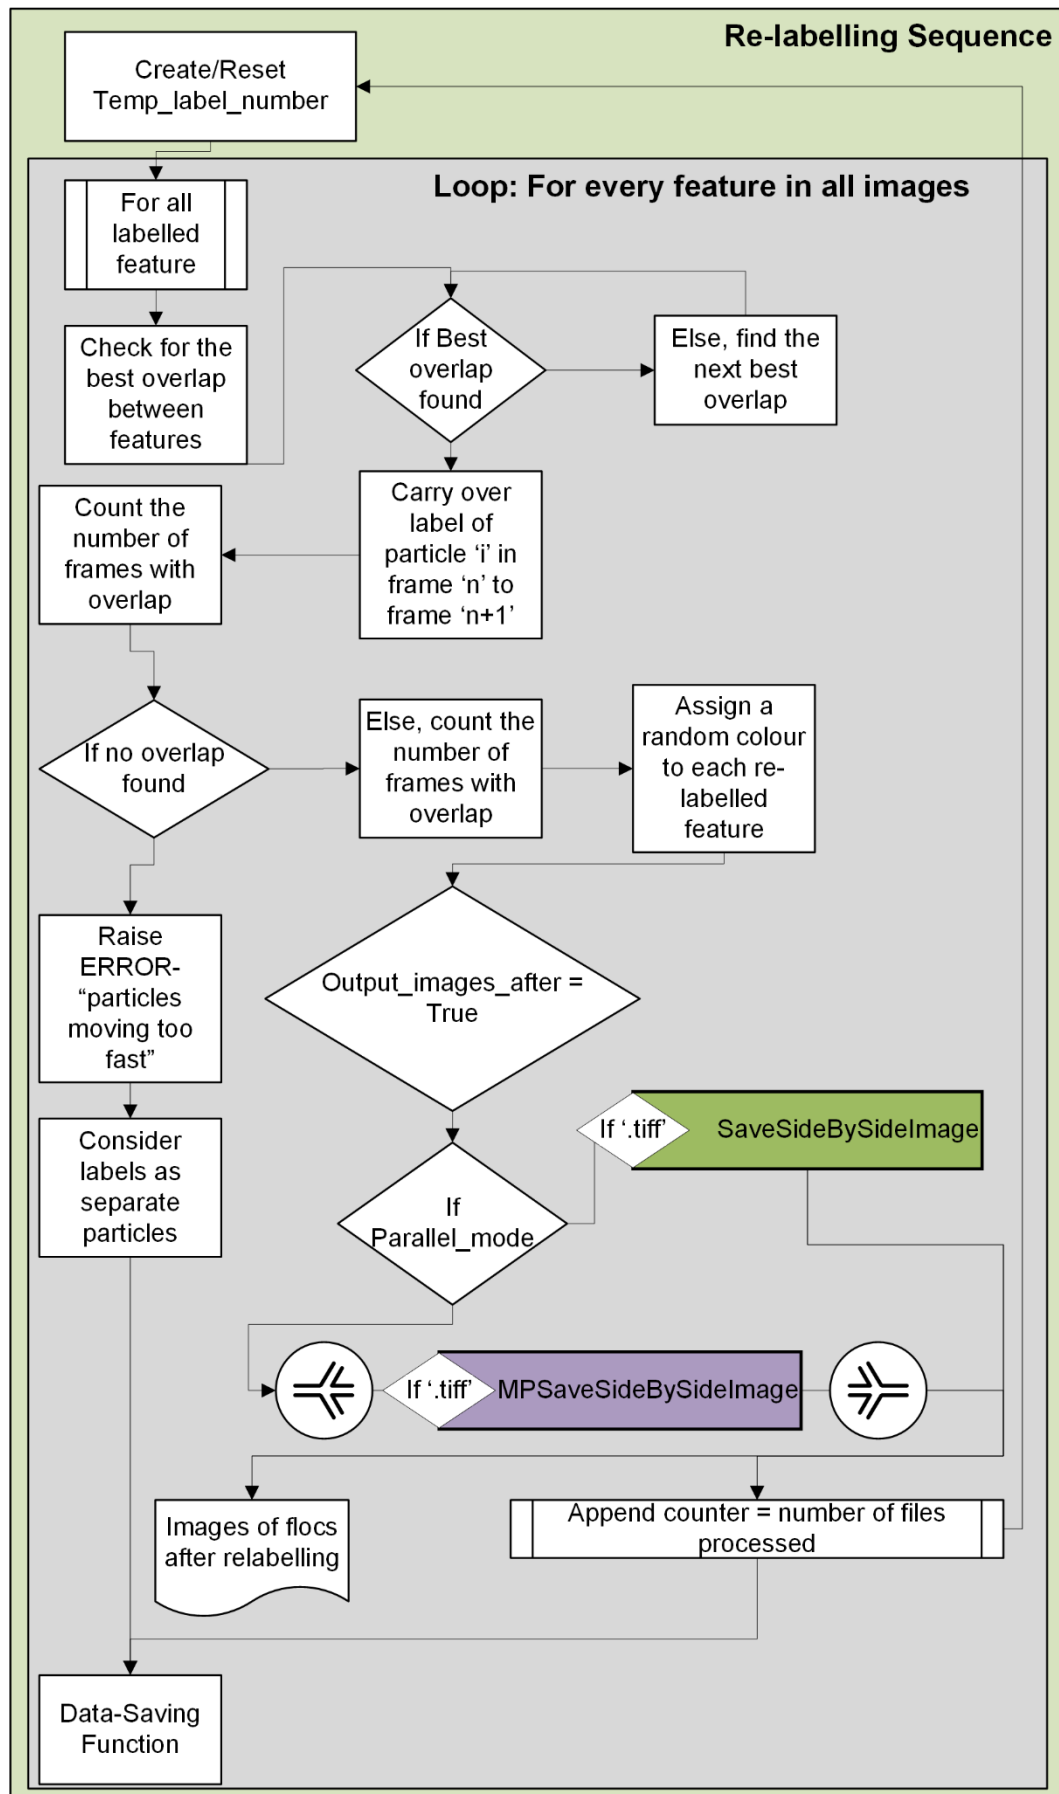 Re-labelling Sequence
Create/Reset
Temp_label_number
Loop: For every feature in all images
For all
labelled
feature
Check for the
best overlap
between
features
If Best
overlap
found
Else, find the
next best
overlap
Count the
number of
frames with
overlap
Carry over
label of
particle ‘i’ in
frame ‘n’ to
frame ‘n+1’
If no overlap
found
Else, count the
number of
frames with
overlap
Assign a
random colour
to each re-
labelled
feature
Raise
ERROR-
“particles
moving too
fast”
Output_images_after =
True
Consider
labels as
separate
particles
If
Parallel_mode
If ‘.tiff’
SaveSideBySideImage
If ‘.tiff’
MPSaveSideBySideImage
Images of flocs
after relabelling
Append counter = number of files
processed
Data-Saving
Function